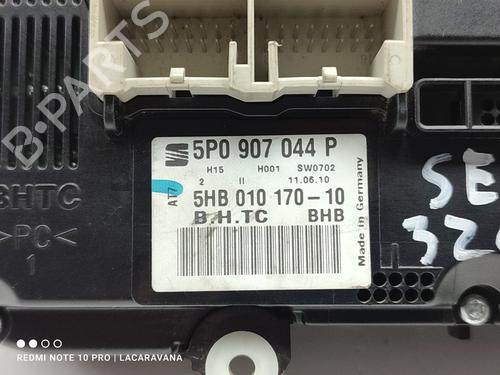 B-PARTS
5P0 907 044 P
H15 H001 SW0702
2 II 11.06.10
AT7
5HB 010 170-10
B.H.TC BHB
Made in Germany
BHTC
>PC<
1
SE
REDMI NOTE 10 PRO | LACARAVANA